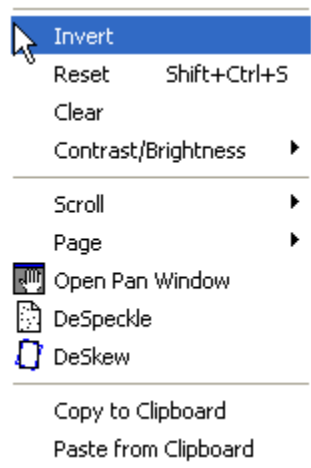 Invert
Reset Shift+Ctrl+S
Clear
Contrast/Brightness
Scroll
Page
Open Pan Window
DeSpeckle
DeSkew
Copy to Clipboard
Paste from Clipboard